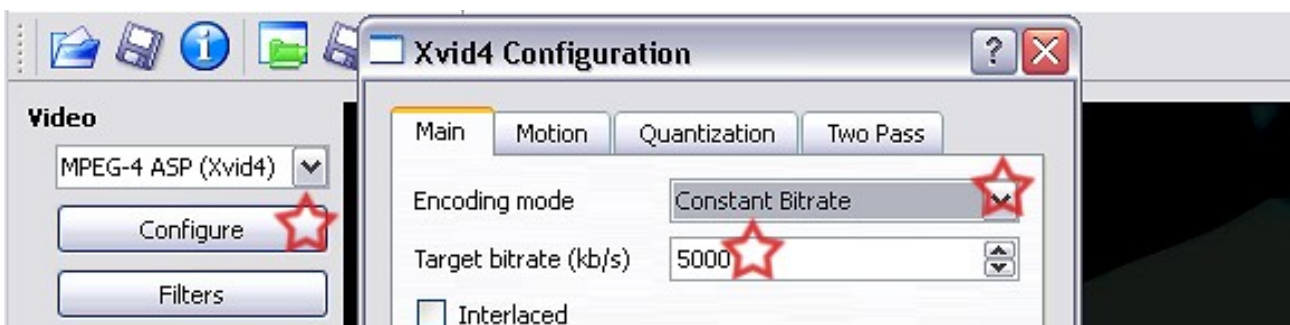 Xvid4 Configuration
Video
MPEG-4 ASP (Xvid4)
Configure
Filters
Main Motion Quantization Two Pass
Encoding mode Constant Bitrate
Target bitrate (kb/s) 5000
Interlaced